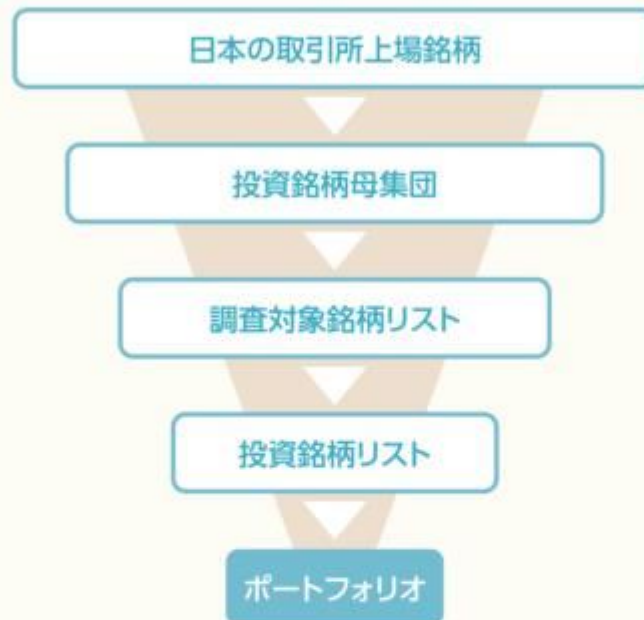 日本の取引所上場銘柄
投資銘柄母集団
調査対象銘柄リスト
投資銘柄リスト
ポートフォリオ